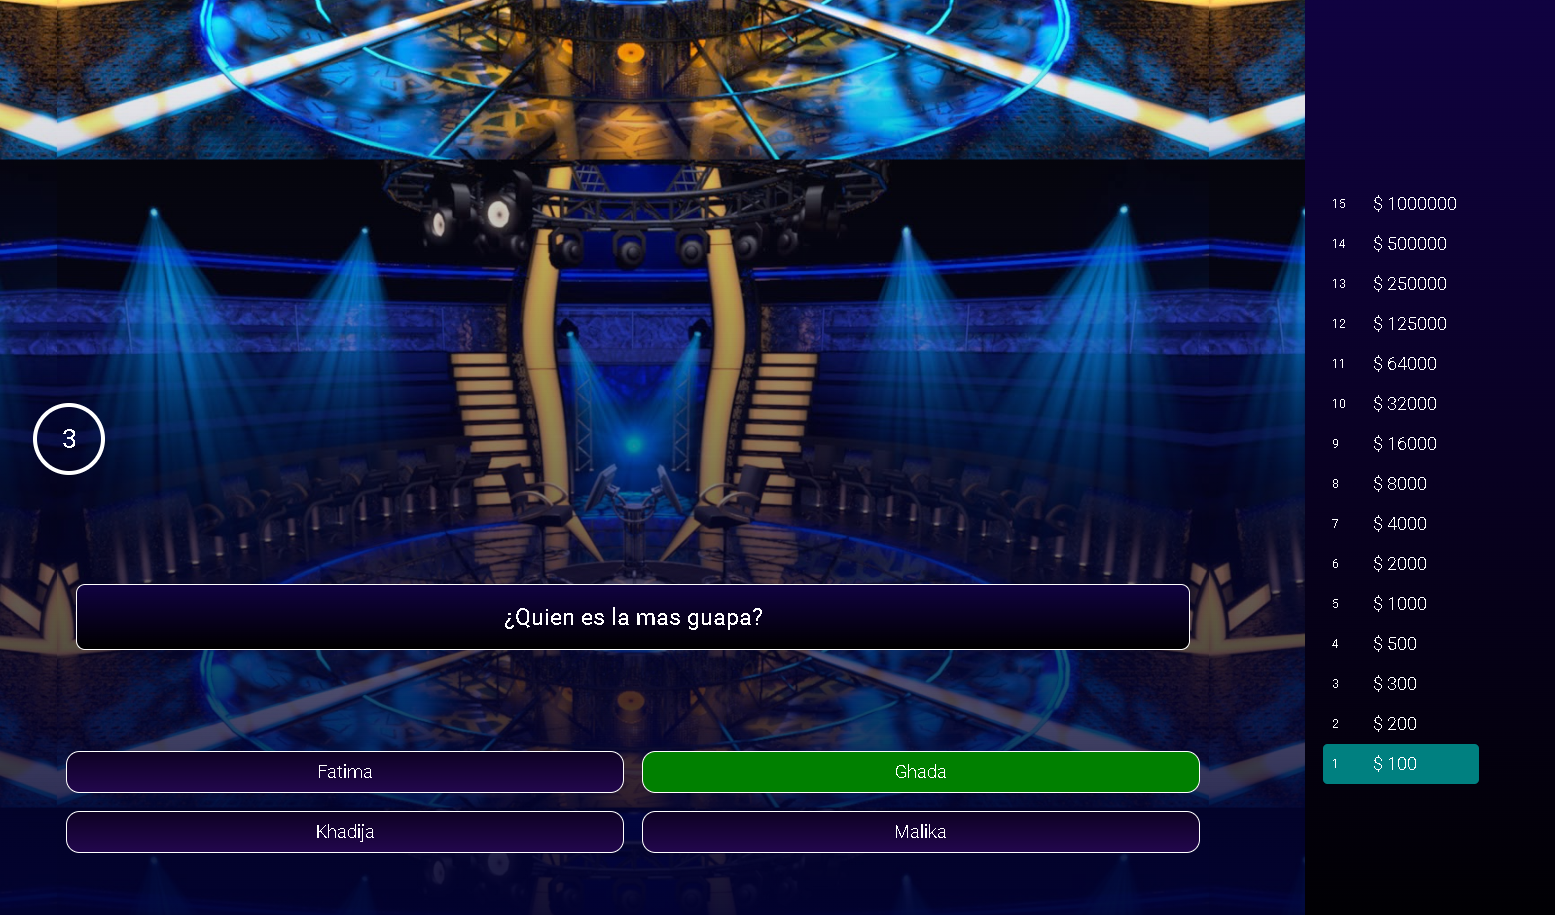 3
¿Quien es la mas guapa?
Fatima
Ghada
Khadija
Malika
15 $ 1000000
14 $ 500000
13 $ 250000
12 $ 125000
11 $ 64000
10 $ 32000
9 $ 16000
8 $ 8000
7 $ 4000
6 $ 2000
5 $ 1000
4 $ 500
3 $ 300
2 $ 200
1 $ 100